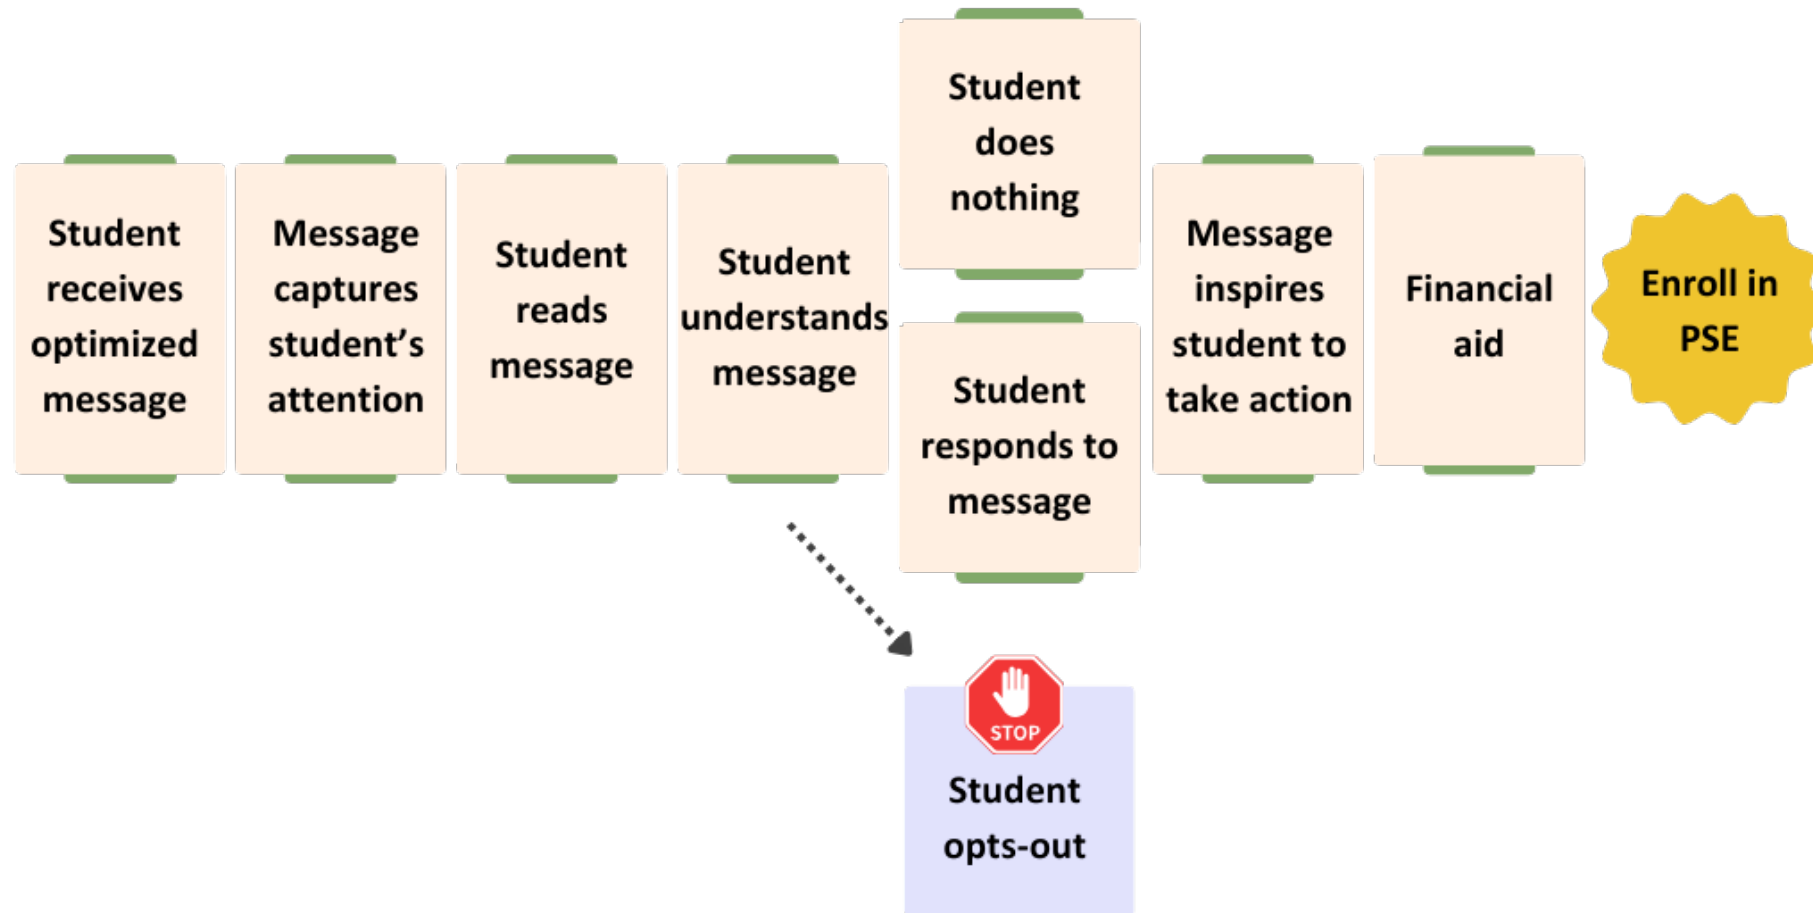 Student
receives
optimized
message
Message
captures
student’s
attention
Student
reads
message
Student
understands
message
Student
does
nothing
Student
responds to
message
Message
inspires
student to
take action
Financial
aid
Enroll in
PSE
STOP
Student
opts-out